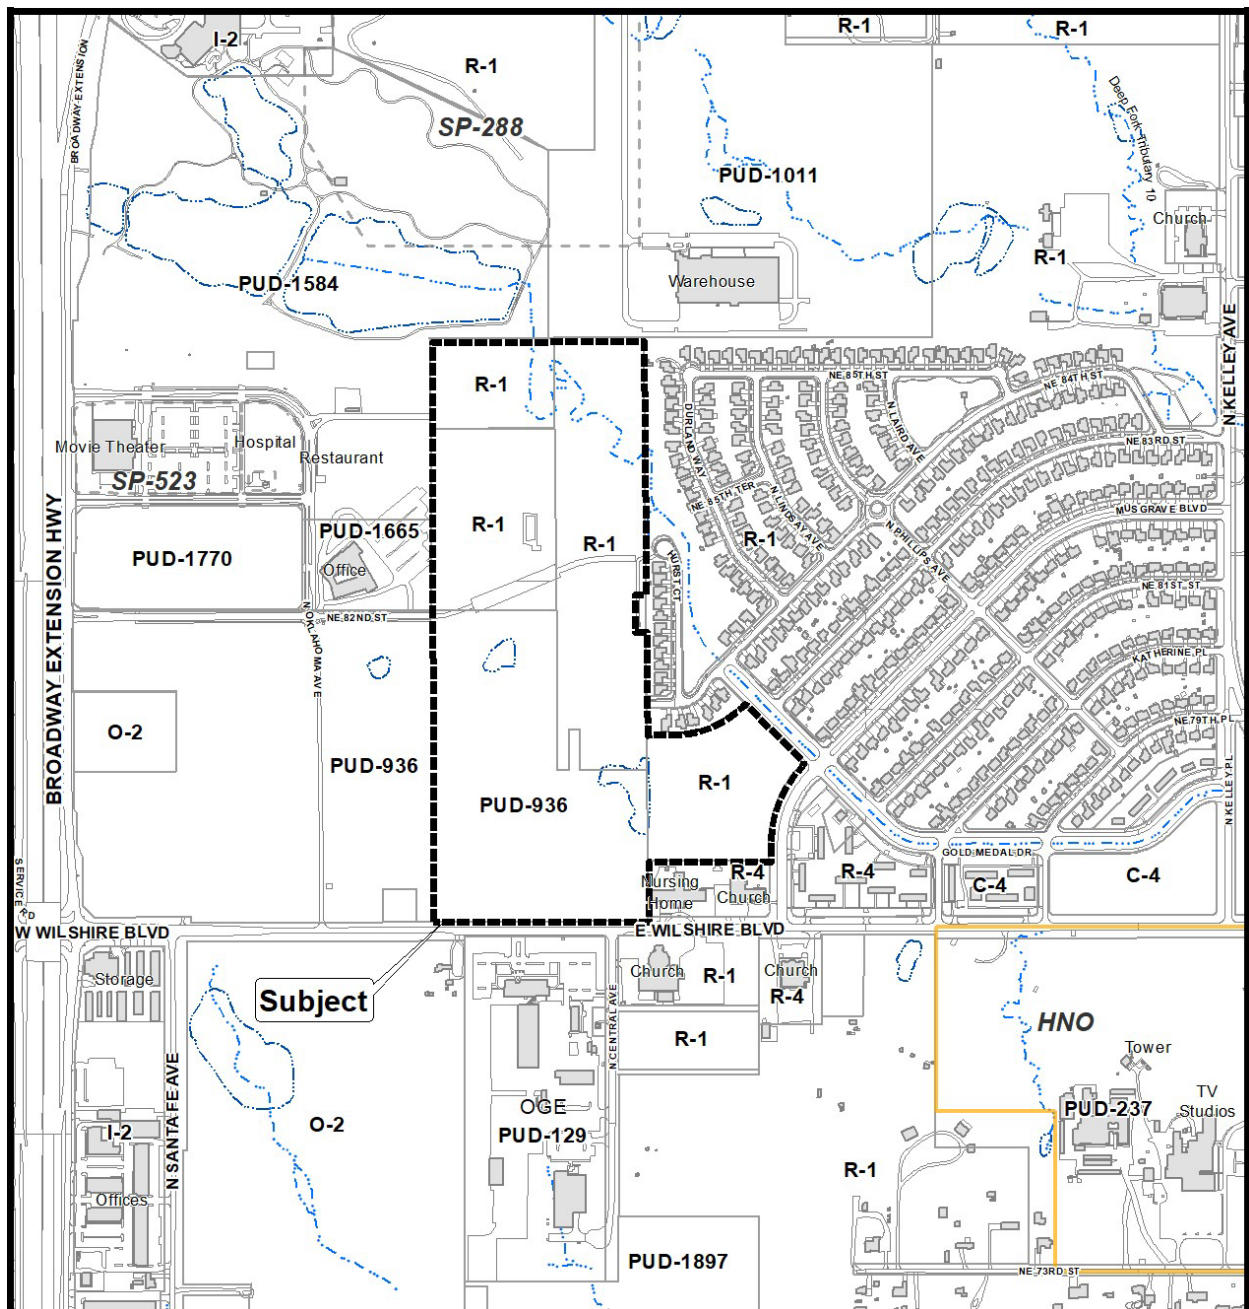 I-2
R-1
R-1
R-1
BROADWAY EXTENSION
SP-288
Deep Fork Tributary 10
PUD-1011
Church
R-1
PUD-1584
Warehouse
N KELLEY AVE
R-1
NE 85TH ST
NE 84TH ST
DURLAND WAY
N LAIRD AVE
Movie Theater
Hospital
Restaurant
NE 83RD ST
SP-523
NE 85TH TER
N LINDSAY AVE
MUSGRAVE BLVD
BROADWAY EXTENSION HWY
PUD-1770
PUD-1665
Office
R-1
R-1
R-1
N PHILLIPS AVE
HURST CT
NE 81ST ST
NE 82ND ST
N OKLAHOMA AVE
KATHERINE PL
NE 79TH PL
O-2
PUD-936
PUD-936
R-1
N KELLEY PL
GOLD MEDAL DR
SERVICE RD
R-4
Nursing
Home
Church
R-4
C-4
C-4
W WILSHIRE BLVD
E WILSHIRE BLVD
Storage
Subject
Church
R-1
Church
R-4
N CENTRAL AVE
R-1
HNO
Tower
N SANTA FE AVE
I-2
O-2
OGE
PUD-129
PUD-237
TV
Studios
R-1
Offices
PUD-1897
NE 73RD ST